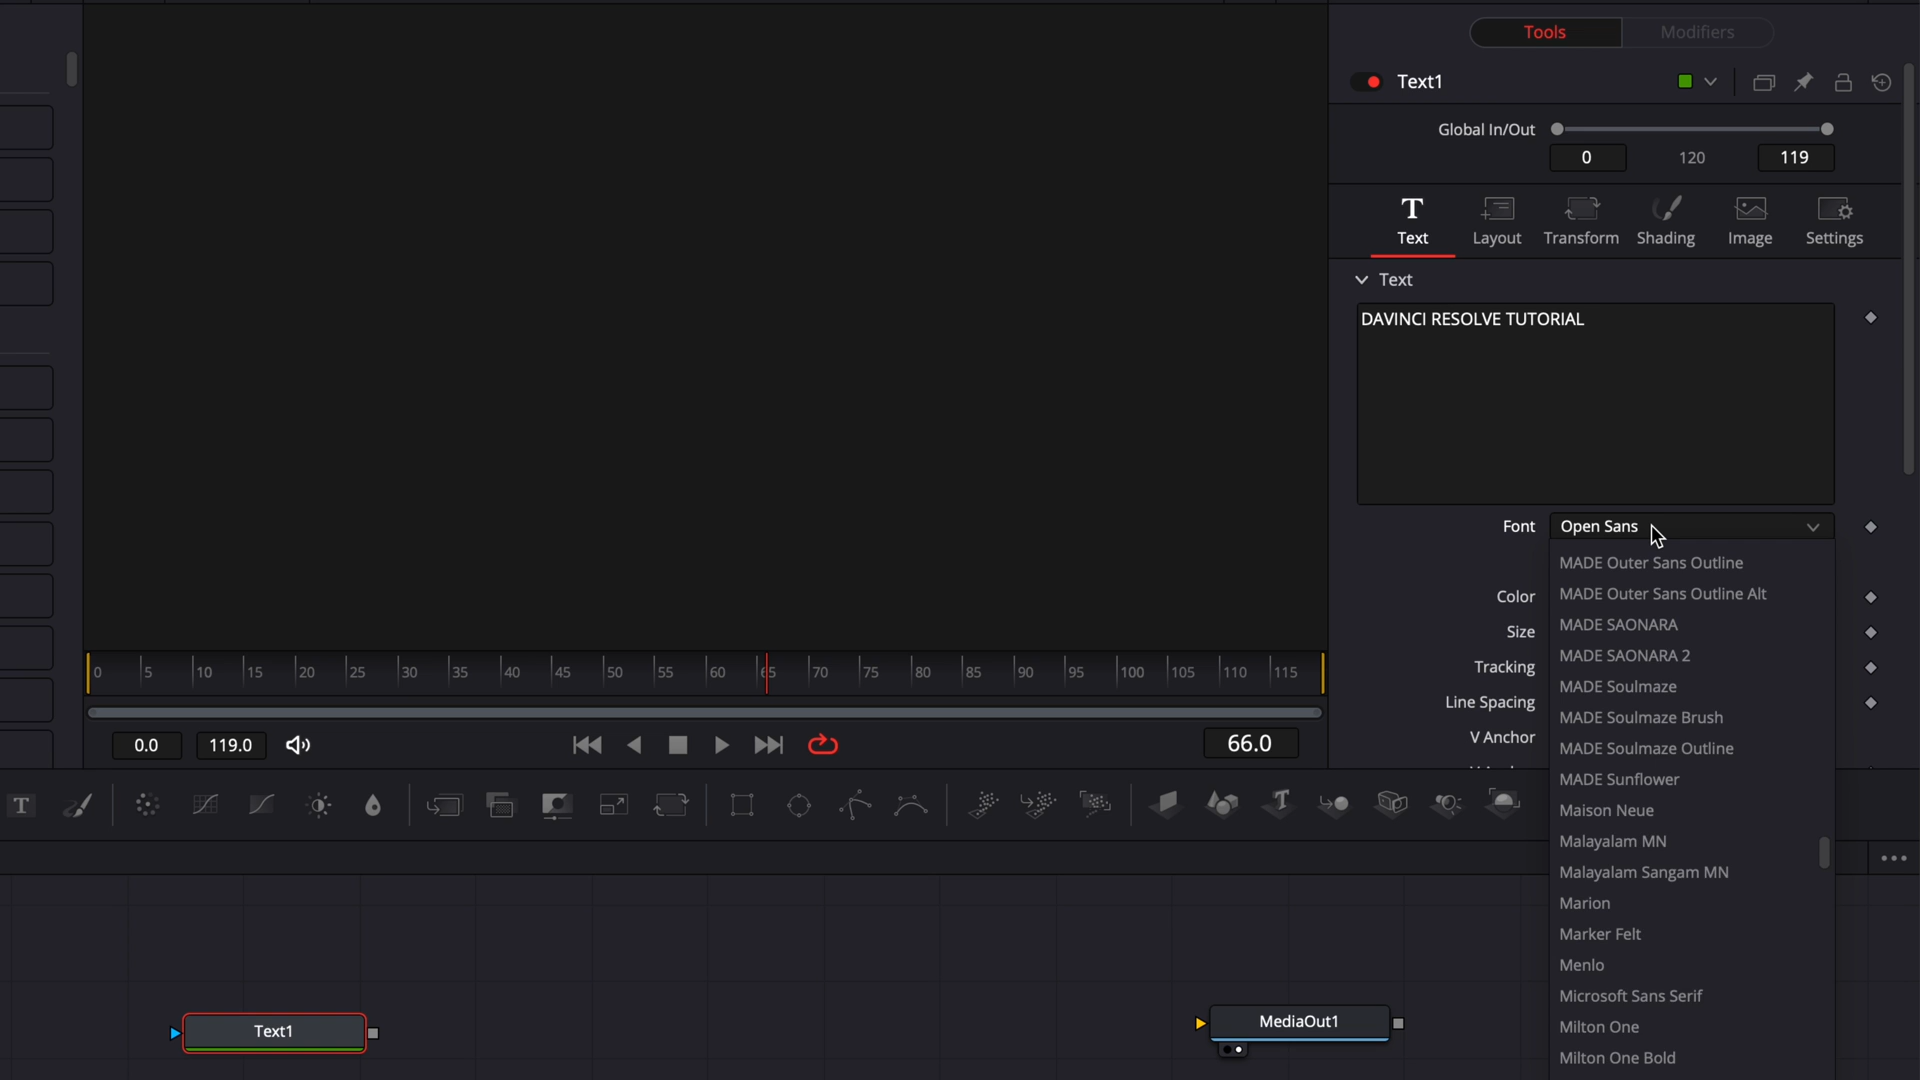 Tools
Modifiers
Text1
Global In/Out
0
120
119
T
Text
Layout
Transform
Shading
Image
Settings
Text
DAVINCI RESOLVE TUTORIAL
Font
Open Sans
MADE Outer Sans Outline
Color
MADE Outer Sans Outline Alt
Size
MADE SAONARA
MADE SAONARA 2
Tracking
MADE Soulmaze
Line Spacing
MADE Soulmaze Brush
V Anchor
MADE Soulmaze Outline
MADE Sunflower
Maison Neue
Malayalam MN
Malayalam Sangam MN
Marion
Marker Felt
Menlo
Microsoft Sans Serif
Milton One
Milton One Bold
0 5 10 15 20 25 30 35 40 45 50 55 60 65 70 75 80 85 90 95 100 105 110 115
0.0
119.0
66.0
T
T
Text1
MediaOut1